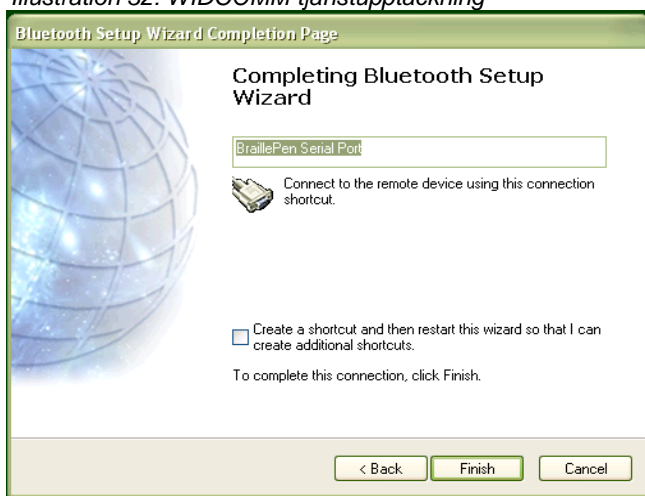 Illustration 32: WIDCOMM-tjänstupptäckning
Bluetooth Setup Wizard Completion Page
Completing Bluetooth Setup
Wizard
BraillePen Serial Port
Connect to the remote device using this connection
shortcut.
Create a shortcut and then restart this wizard so that I can
create additional shortcuts.
To complete this connection, click Finish.
< Back
Finish
Cancel